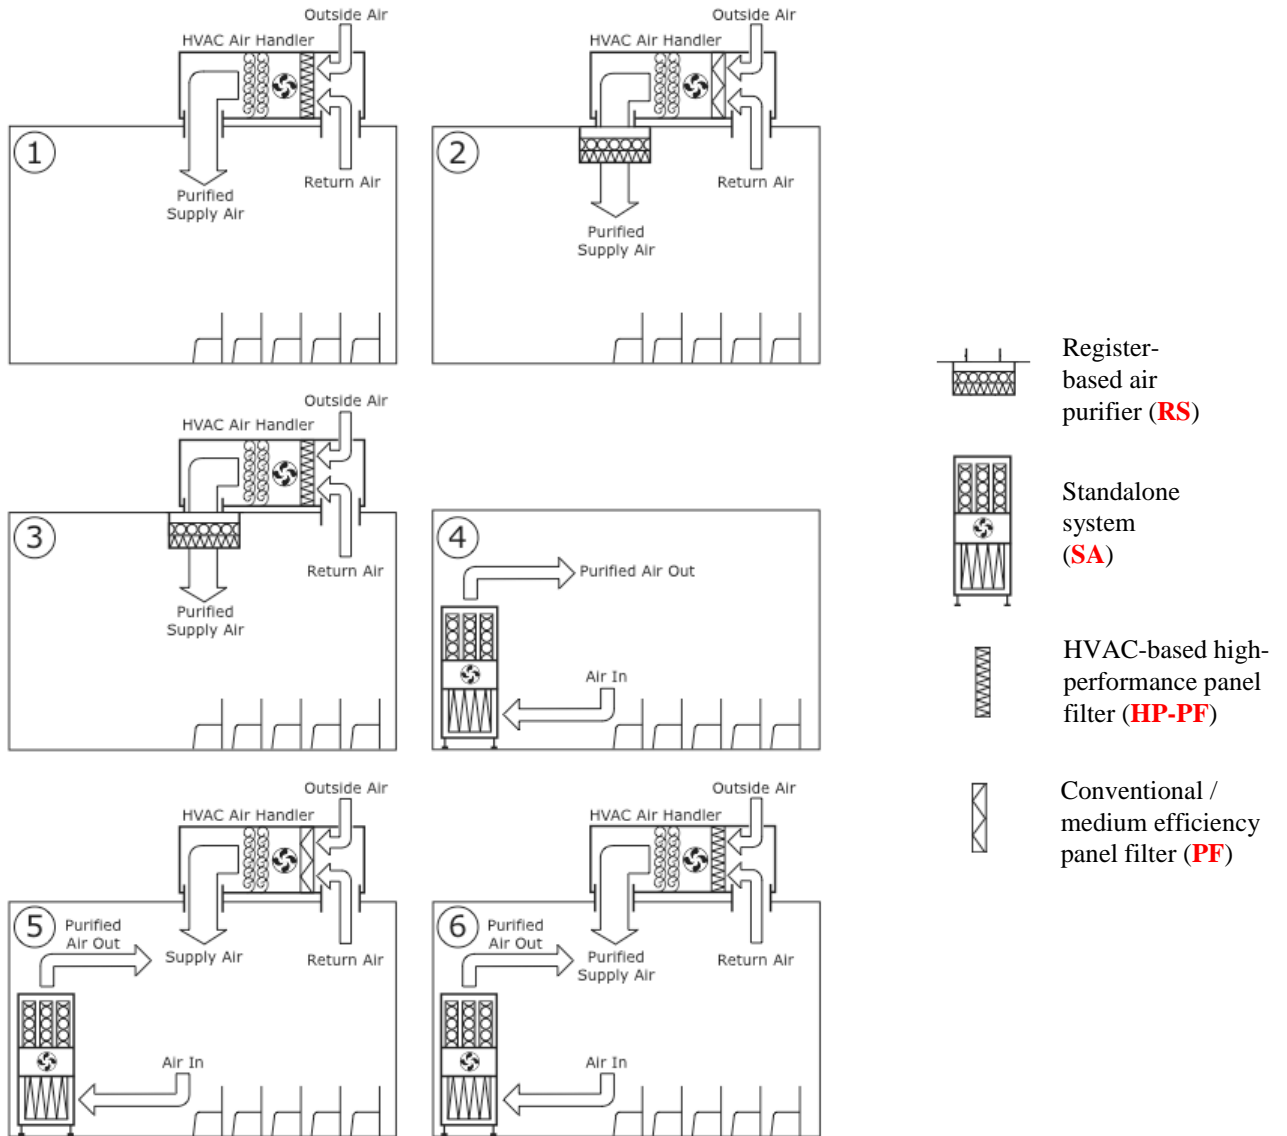 Outside Air
HVAC Air Handler
1
Return Air
Purified
Supply Air
Outside Air
HVAC Air Handler
2
Return Air
Purified
Supply Air
Outside Air
HVAC Air Handler
3
Return Air
Purified
Supply Air
4
Purified Air Out
Air In
Outside Air
HVAC Air Handler
5
Purified
Air Out
Supply Air
Return Air
Air In
Outside Air
HVAC Air Handler
6
Purified
Air Out
Purified
Supply Air
Return Air
Air In
Register-
based air
purifier (RS)
Standalone
system
(SA)
HVAC-based high-
performance panel
filter (HP-PF)
Conventional /
medium efficiency
panel filter (PF)